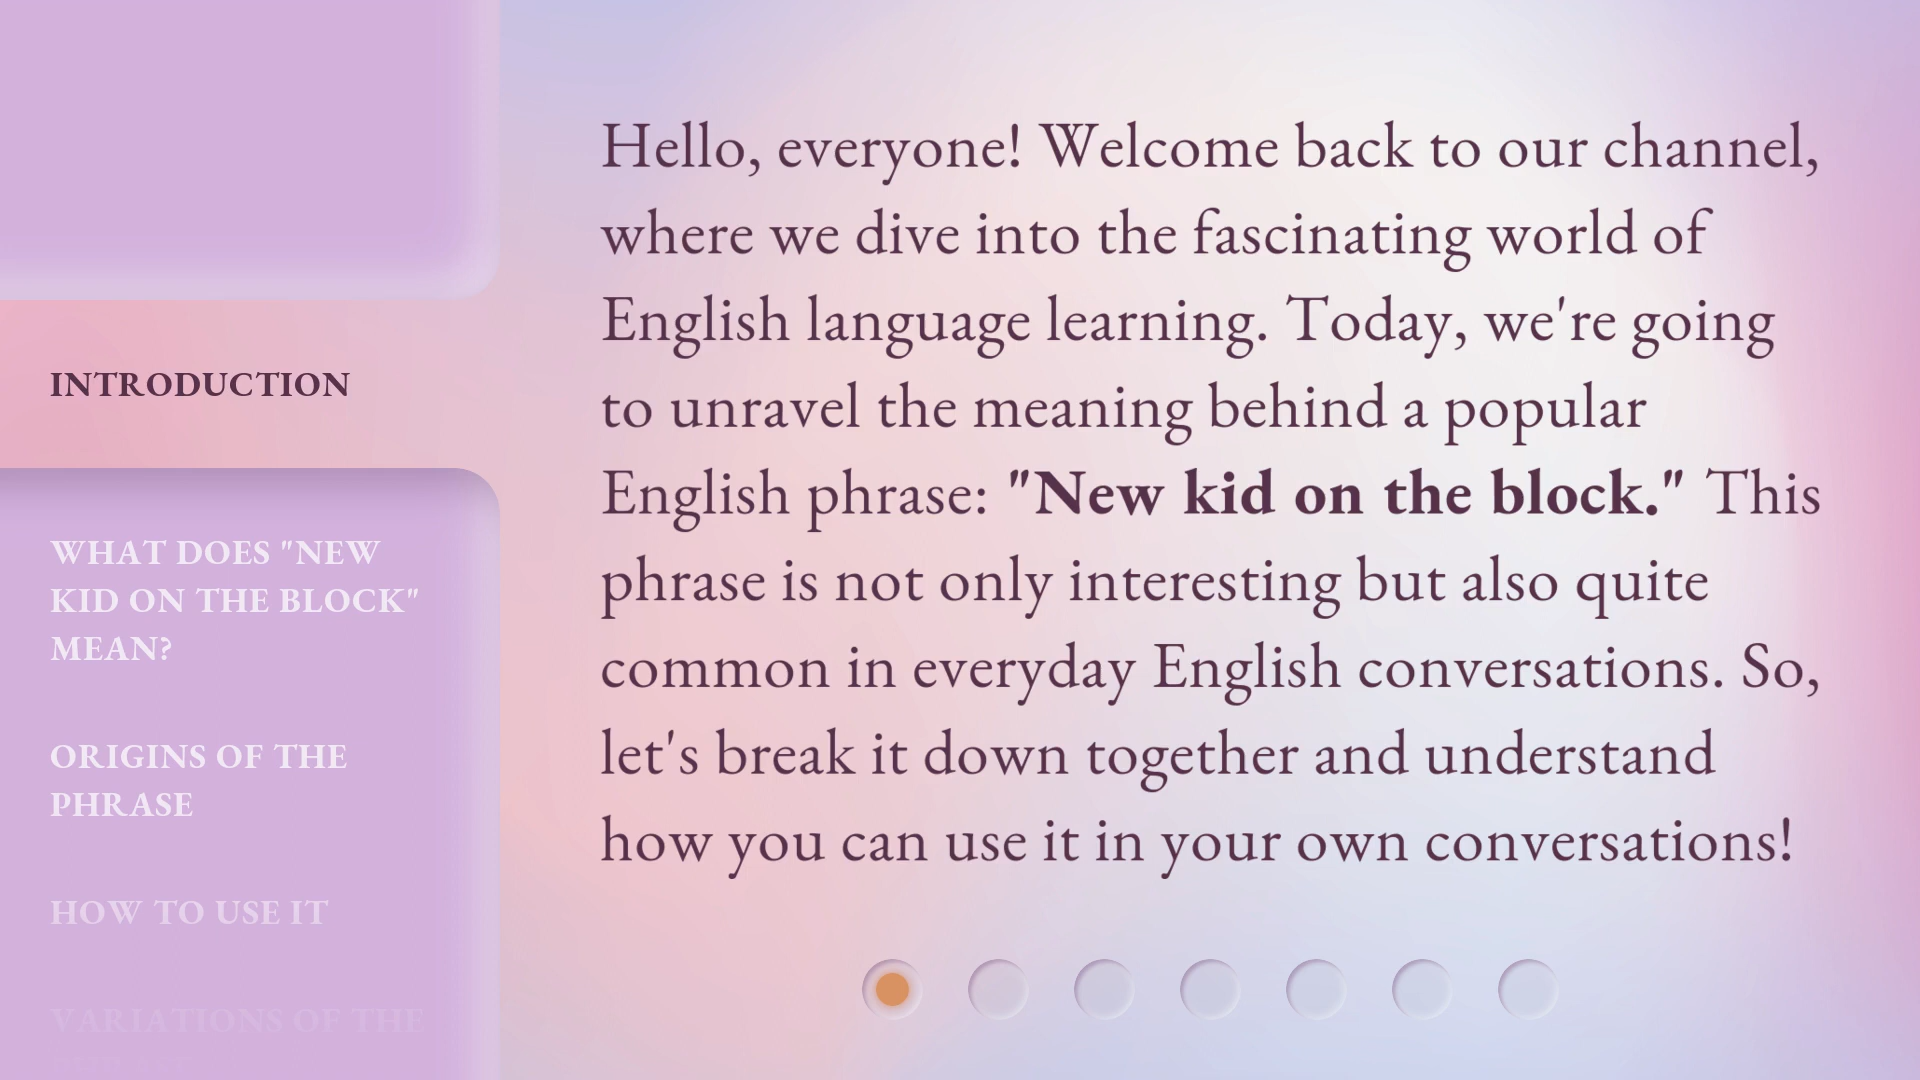 INTRODUCTION
WHAT DOES "NEW
KID ON THE BLOCK"
MEAN?
ORIGINS OF THE
PHRASE
HOW TO USE IT
VARIATIONS OF THE
Hello, everyone! Welcome back to our channel,
where we dive into the fascinating world of
English language learning. Today, we're going
to unravel the meaning behind a popular
English phrase: "New kid on the block." This
phrase is not only interesting but also quite
common in everyday English conversations. So,
let's break it down together and understand
how you can use it in your own conversations!